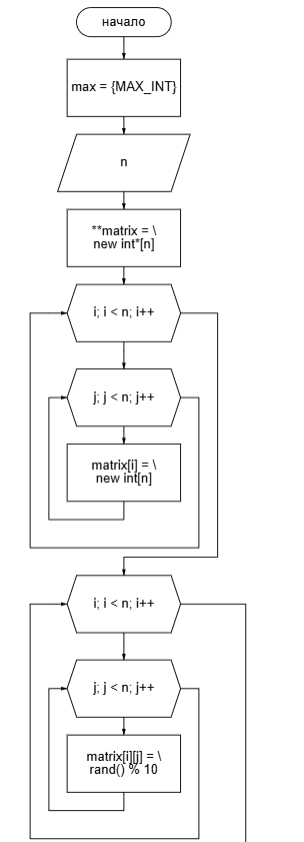 начало
max = {MAX_INT}
n
**matrix = \
new int*[n]
i; i < n; i++
j; j < n; j++
matrix[i] = \
new int[n]
i; i < n; i++
j; j < n; j++
matrix[i][j] = \
rand() % 10